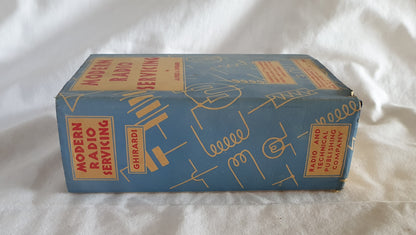 MODERN
RADIO
SERVICING
MODERN
RADIO
SERVICING
GHIRARDI
RADIO AND
TECHNICAL
PUBLISHING
COMPANY